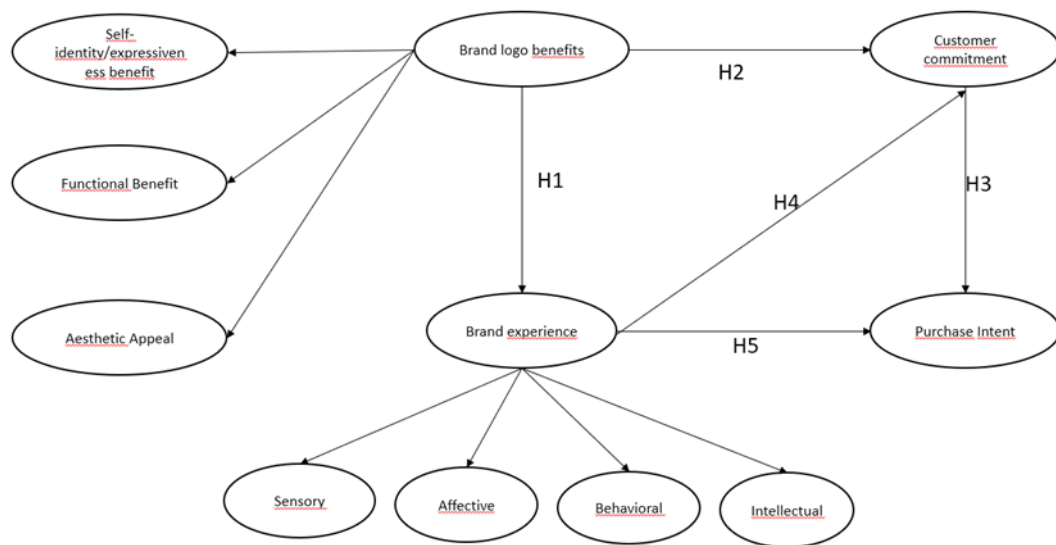 Self-
identity/expressiven
ess benefit
Brand logo benefits
Customer
commitment
H2
Functional Benefit
H1
H4
H3
Aesthetic Appeal
Brand experience
H5
Purchase Intent
Sensory
Affective
Behavioral
Intellectual